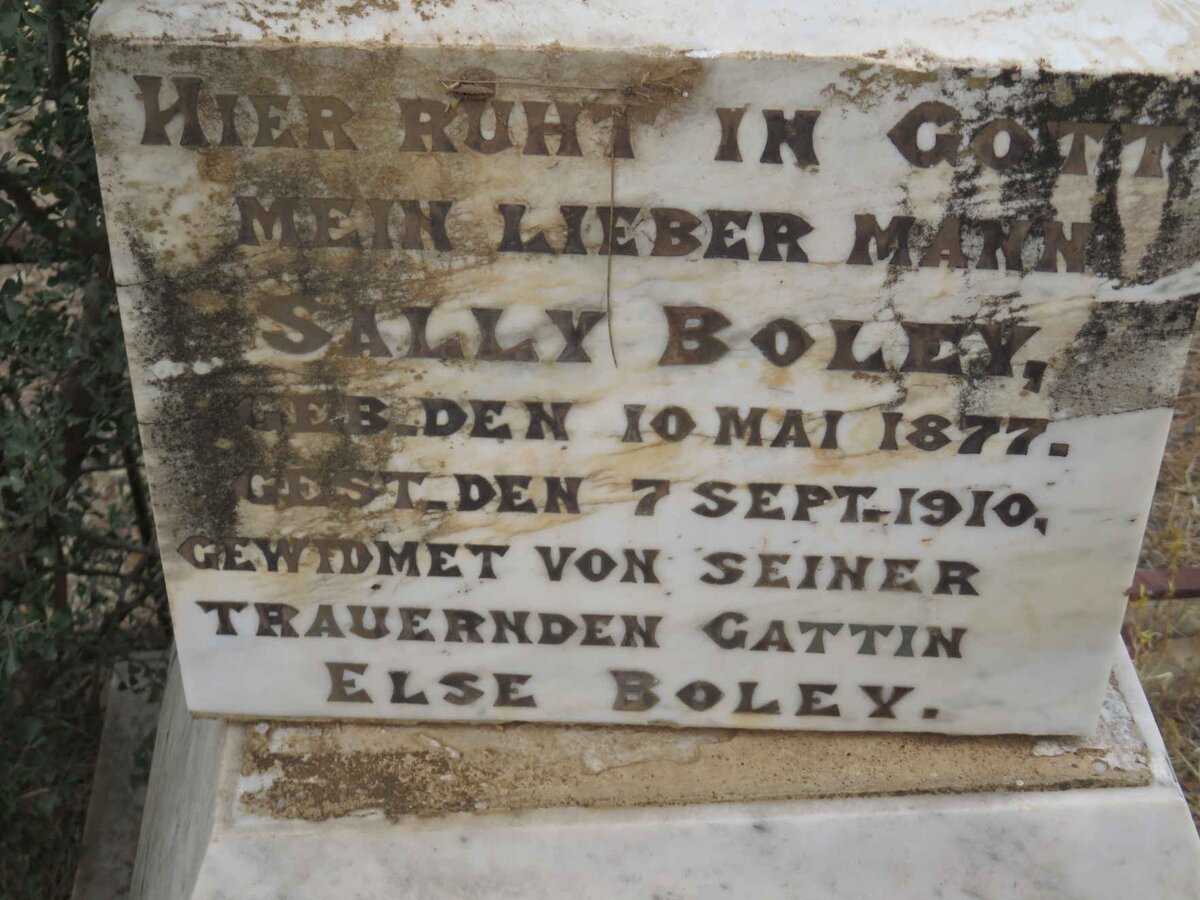 HIER RUHT IN GOTT
MEIN LIEBER MANN
SALLY BOLEY,
GEB. DEN 10 MAI 1877.
GEST. DEN 7 SEPT. 1910,
GEWIDMET VON SEINER
TRAUERNDEN GATTIN
ELSE BOLEY.